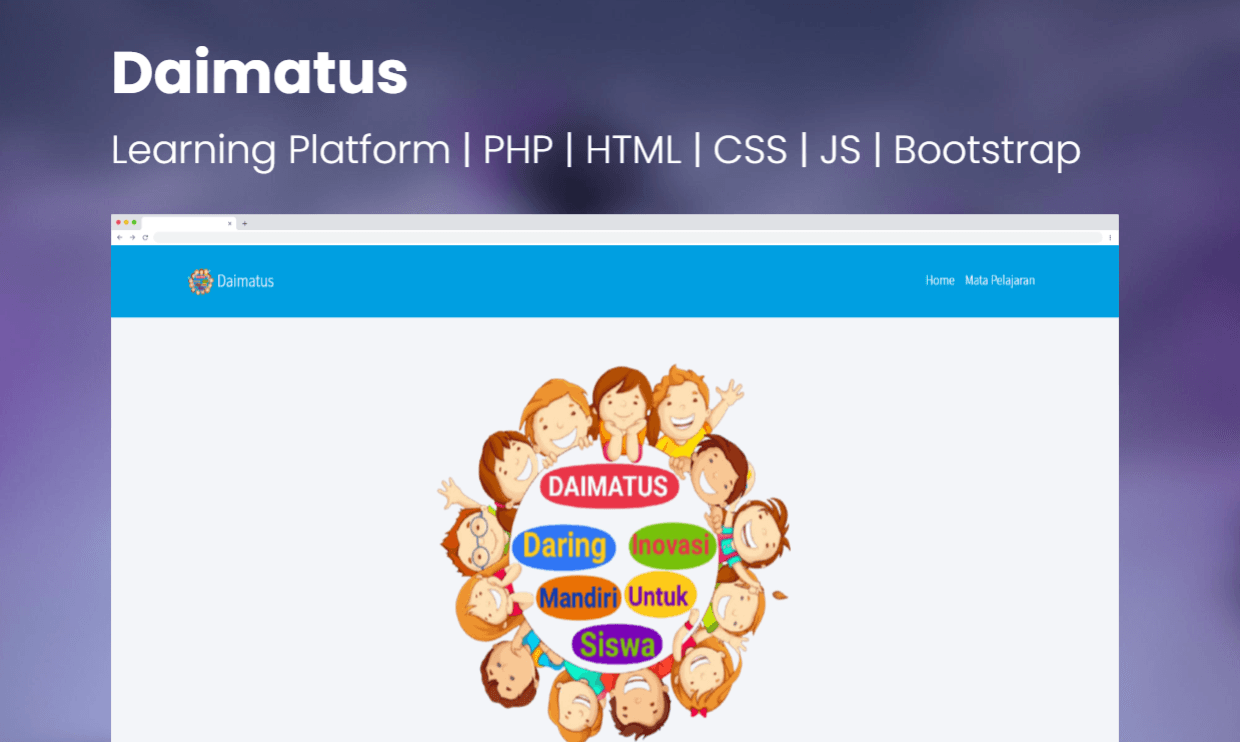 Daimatus
Learning Platform | PHP | HTML | CSS | JS | Bootstrap
Daimatus
Home Mata Pelajaran
DAIMATUS
Daring Inovasi
Mandiri Untuk
Siswa